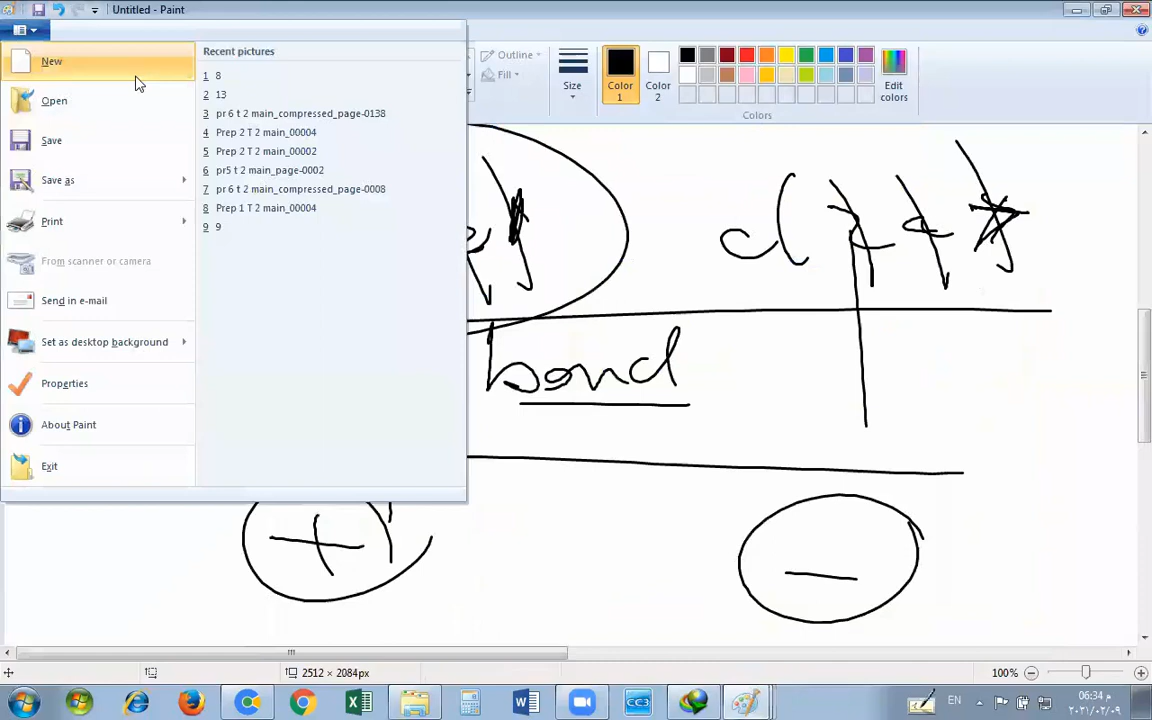 Untitled - Paint
New
Open
Save
Save as
Print
From scanner or camera
Send in e-mail
Set as desktop background
Properties
About Paint
Exit
Recent pictures
1 8
2 13
3 pr 6 t 2 main_compressed_page-0138
4 Prep 2 T 2 main_00004
5 Prep 2 T 2 main_00002
6 pr5 t 2 main_page-0002
7 pr 6 t 2 main_compressed_page-0008
8 Prep 1 T 2 main_00004
9 9
Outline
Fill
Size
Color 1
Color 2
Edit colors
Colors
bond
+
−
2512 × 2084px
100%
CC3
EN
06:34 م
٢٠٢١/٠٢/٠٩